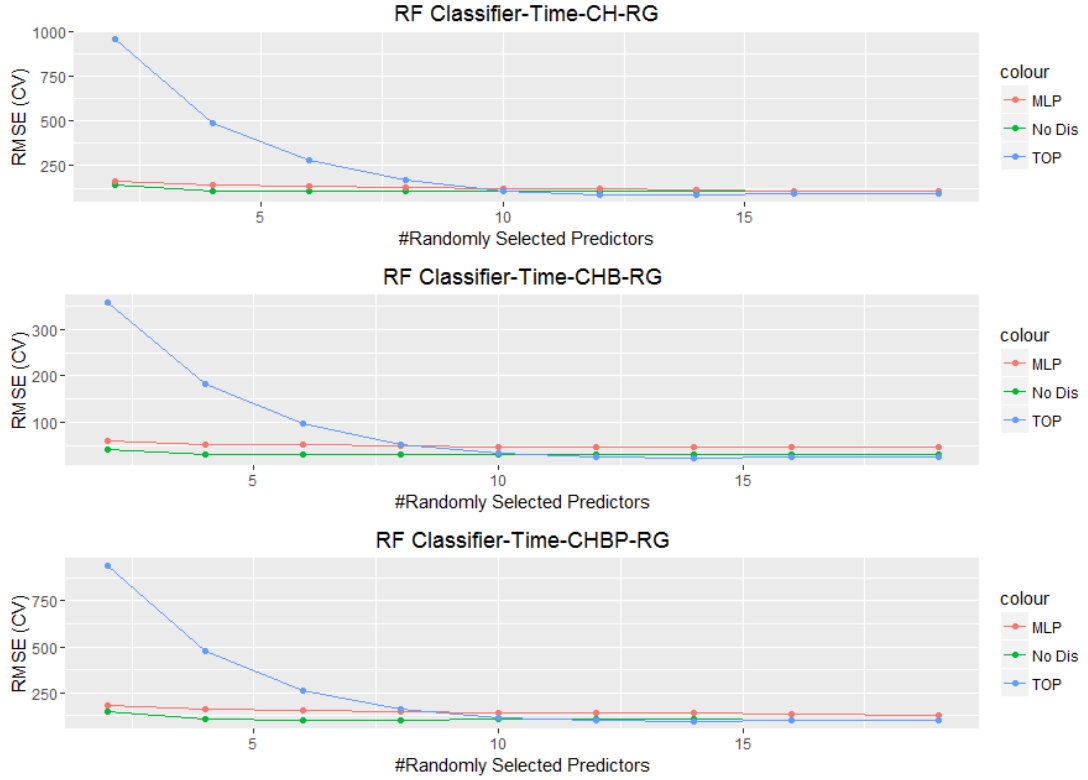 RF Classifier-Time-CH-RG
1000
750
500
250
RMSE (CV)
5
10
15
#Randomly Selected Predictors
colour
MLP
No Dis
TOP
RF Classifier-Time-CHB-RG
300
200
100
RMSE (CV)
5
10
15
#Randomly Selected Predictors
colour
MLP
No Dis
TOP
RF Classifier-Time-CHBP-RG
750
500
250
RMSE (CV)
5
10
15
#Randomly Selected Predictors
colour
MLP
No Dis
TOP